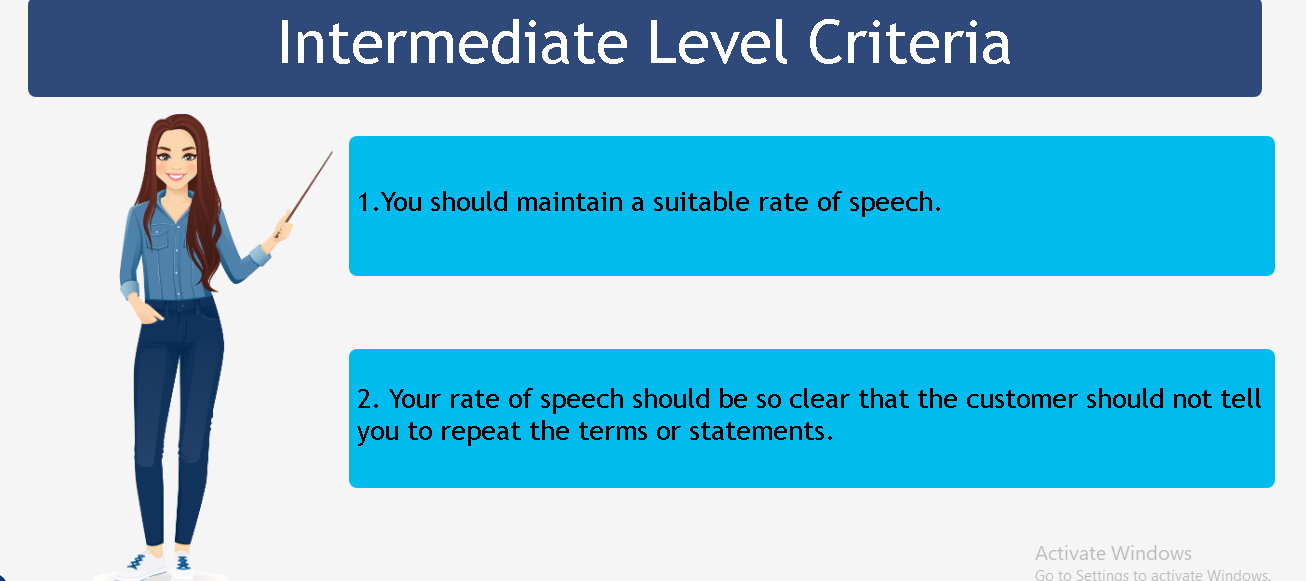 Intermediate Level Criteria
1.You should maintain a suitable rate of speech.
2. Your rate of speech should be so clear that the customer should not tell
you to repeat the terms or statements.
Activate Windows
Go to Settings to activate Windows.